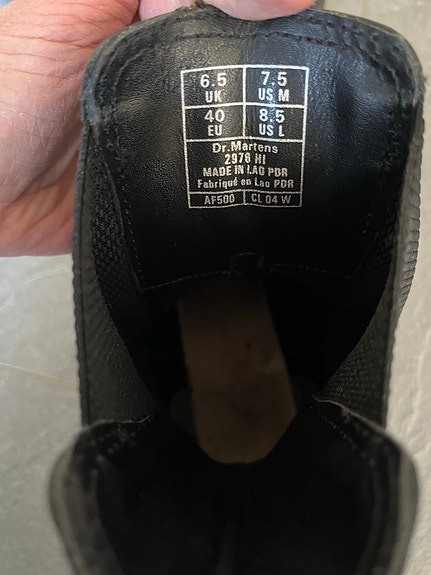 6.5 7.5
UK US M
40 8.5
EU US L
Dr.Martens
2976 HI
MADE IN LAO PDR
Fabriqué en Lao PDR
AF500 CL 04 W